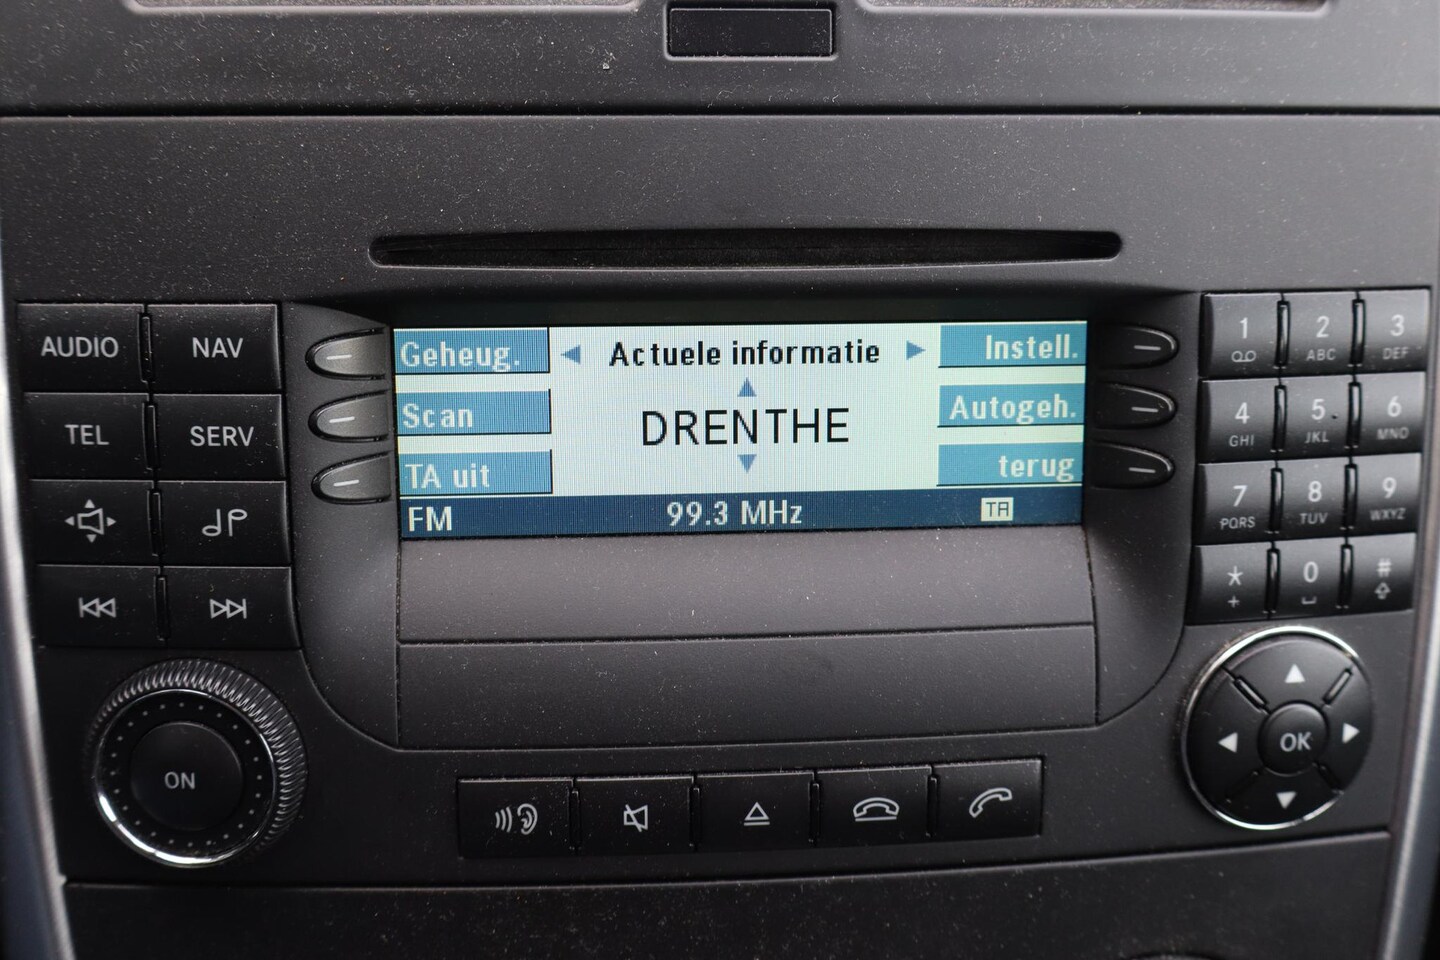 AUDIO
NAV
TEL
SERV
ON
Geheug.
Scan
TA uit
Actuele informatie
DRENTHE
Instell.
Autogeh.
terug
FM
99.3 MHz
TA
1
2 ABC
3 DEF
4 GHI
5 JKL
6 MNO
7 PQRS
8 TUV
9 WXYZ
*
+
0
#
OK